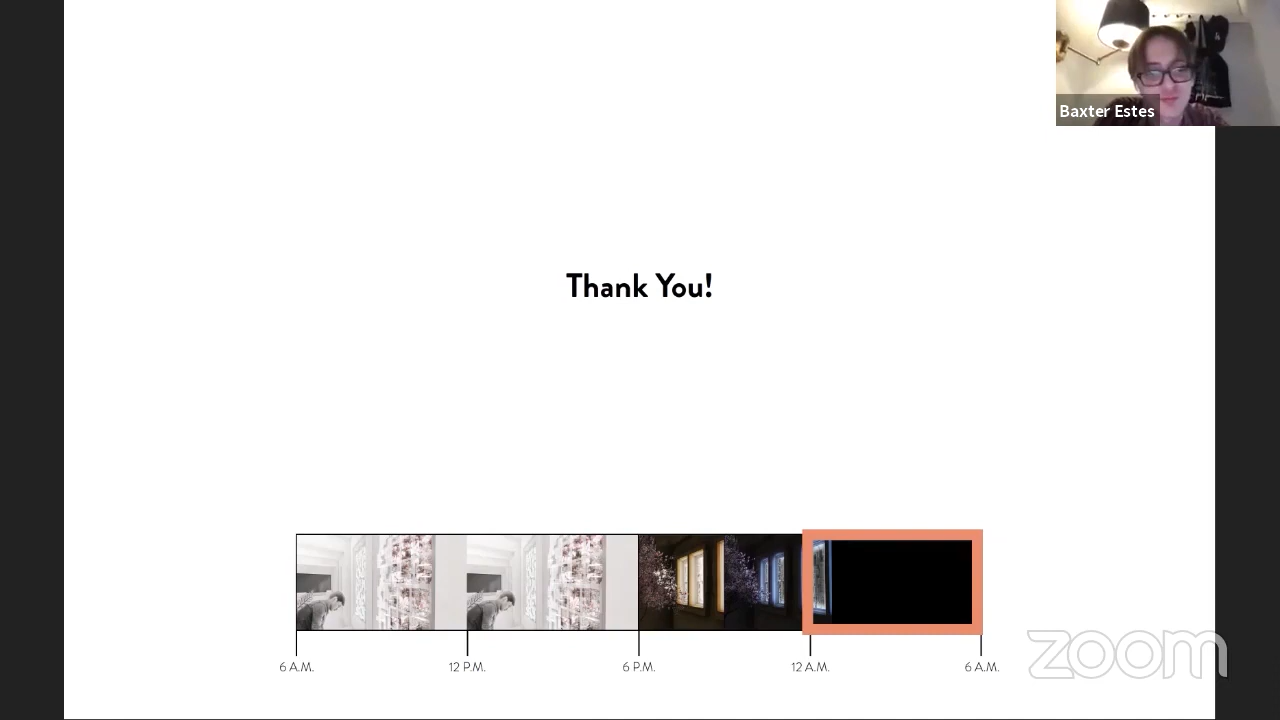 Baxter Estes
Thank You!
6 A.M.
12 P.M.
6 P.M.
12 A.M.
6 A.M.
zoom